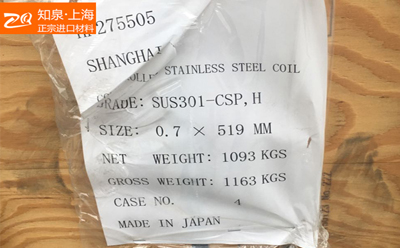 知泉·上海
正宗进口材料
275505
SHANGHAI
STAINLESS STEEL COIL
GRADE: SUS301-CSP,H
SIZE: 0.7 × 519 MM
NET WEIGHT: 1093 KGS
GROSS WEIGHT: 1163 KGS
CASE NO. 4
MADE IN JAPAN